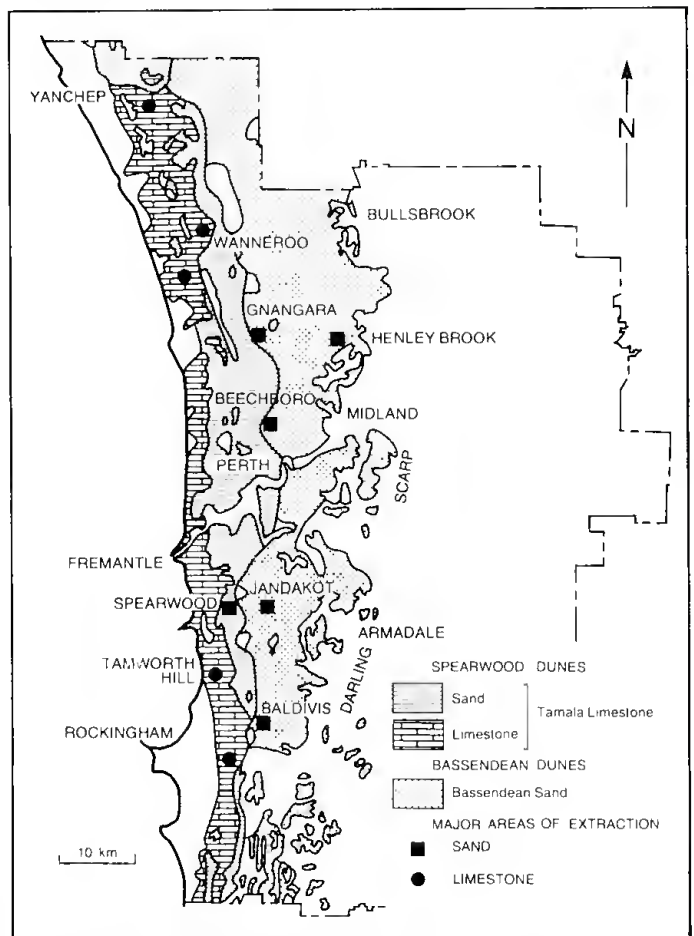 YANCHEP
N
BULLSBROOK
WANNEROO
GNANGARA
HENLEY BROOK
BEECHBORO
MIDLAND
PERTH
SCARP
FREMANTLE
SPEARWOOD
JANDAKOT
ARMADALE
TAMWORTH
HILL
DARLING
SPEARWOOD DUNES
Sand
Tamala Limestone
Limestone
BALDIVIS
ROCKINGHAM
BASSENDEAN DUNES
Bassendean Sand
MAJOR AREAS OF EXTRACTION
SAND
10 km
LIMESTONE